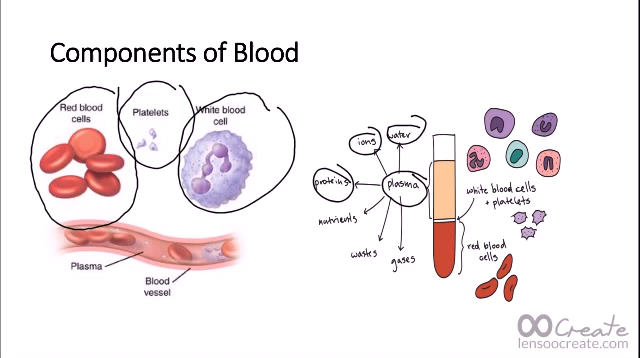 Components of Blood
Red blood
cells
Platelets
White blood
cell
Plasma
Blood
vessel
ions
water
proteins
plasma
nutrients
wastes
gases
white blood cells
+ platelets
red blood
cells
Create
lensoocreate.com